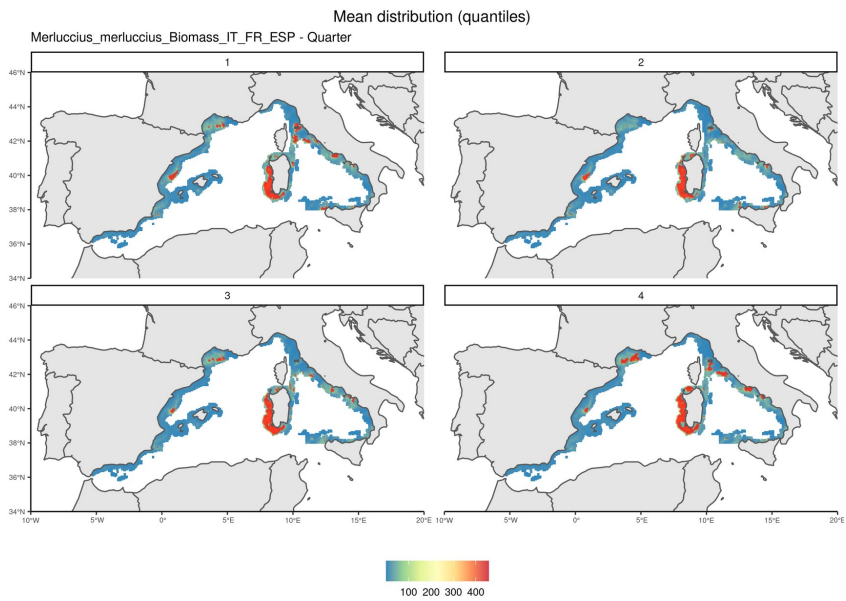 Mean distribution (quantiles)
Merluccius_merluccius_Biomass_IT_FR_ESP - Quarter
1 2
46°N
44°N
42°N
40°N
38°N
36°N
34°N
3 4
46°N
44°N
42°N
40°N
38°N
36°N
34°N
10°W 5°W 0° 5°E 10°E 15°E 20°E 10°W 5°W 0° 5°E 10°E 15°E 20°E
100 200 300 400